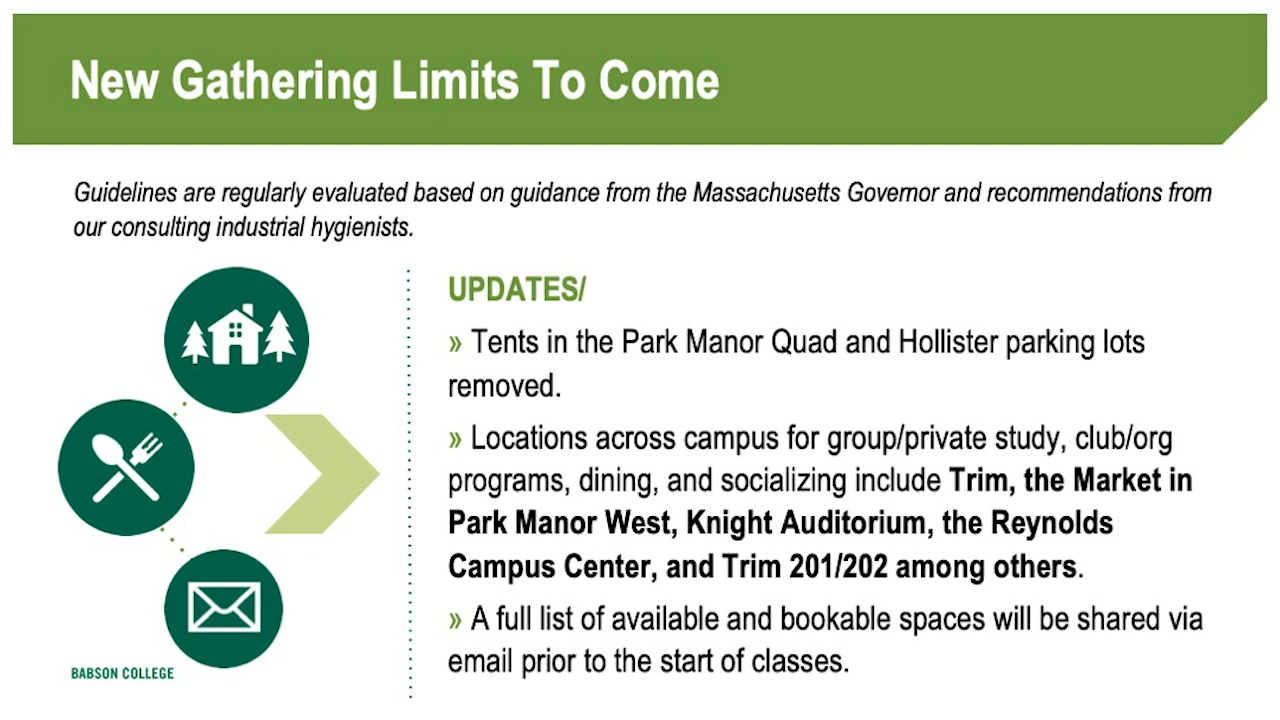 New Gathering Limits To Come
Guidelines are regularly evaluated based on guidance from the Massachusetts Governor and recommendations from
our consulting industrial hygienists.
UPDATES/
» Tents in the Park Manor Quad and Hollister parking lots
removed.
» Locations across campus for group/private study, club/org
programs, dining, and socializing include Trim, the Market in
Park Manor West, Knight Auditorium, the Reynolds
Campus Center, and Trim 201/202 among others.
» A full list of available and bookable spaces will be shared via
email prior to the start of classes.
BABSON COLLEGE